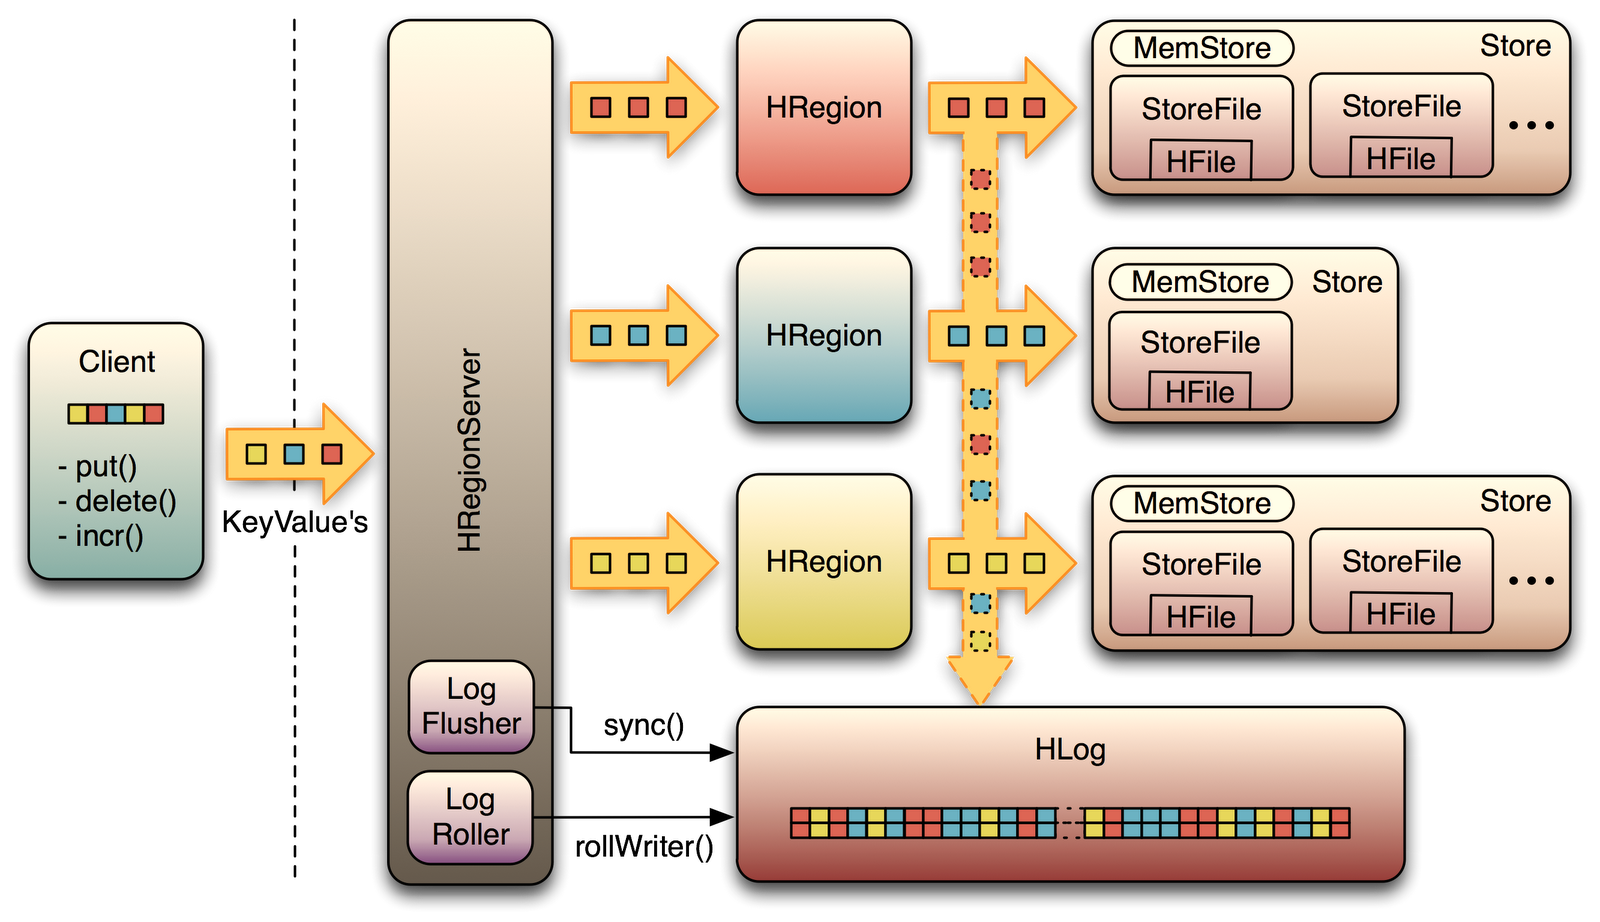 Client
- put()
- delete()
- incr()
KeyValue's
HRegionServer
Log
Flusher
Log
Roller
sync()
rollWriter()
HRegion
MemStore
Store
StoreFile
HFile
StoreFile
HFile
...
HRegion
MemStore
Store
StoreFile
HFile
HRegion
MemStore
Store
StoreFile
HFile
StoreFile
HFile
...
HLog